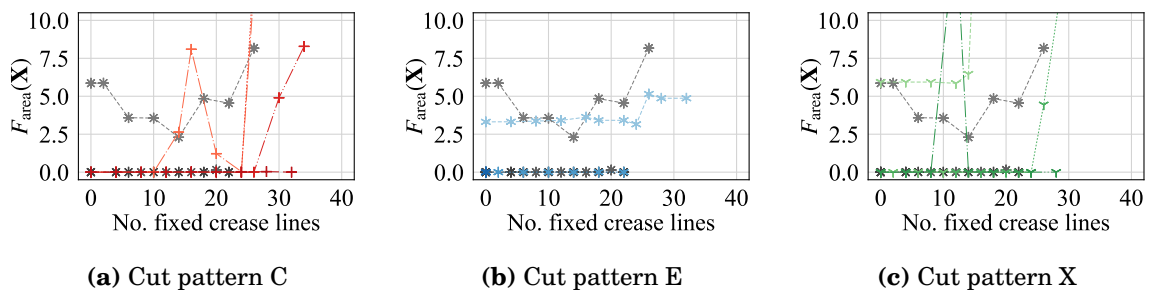 10.0 10.0 10.0
7.5 7.5 7.5
F_area(X) 5.0 F_area(X) 5.0 F_area(X) 5.0
2.5 2.5 2.5
0.0 0.0 0.0
0 10 20 30 40 0 10 20 30 40 0 10 20 30 40
No. fixed crease lines No. fixed crease lines No. fixed crease lines
(a) Cut pattern C (b) Cut pattern E (c) Cut pattern X